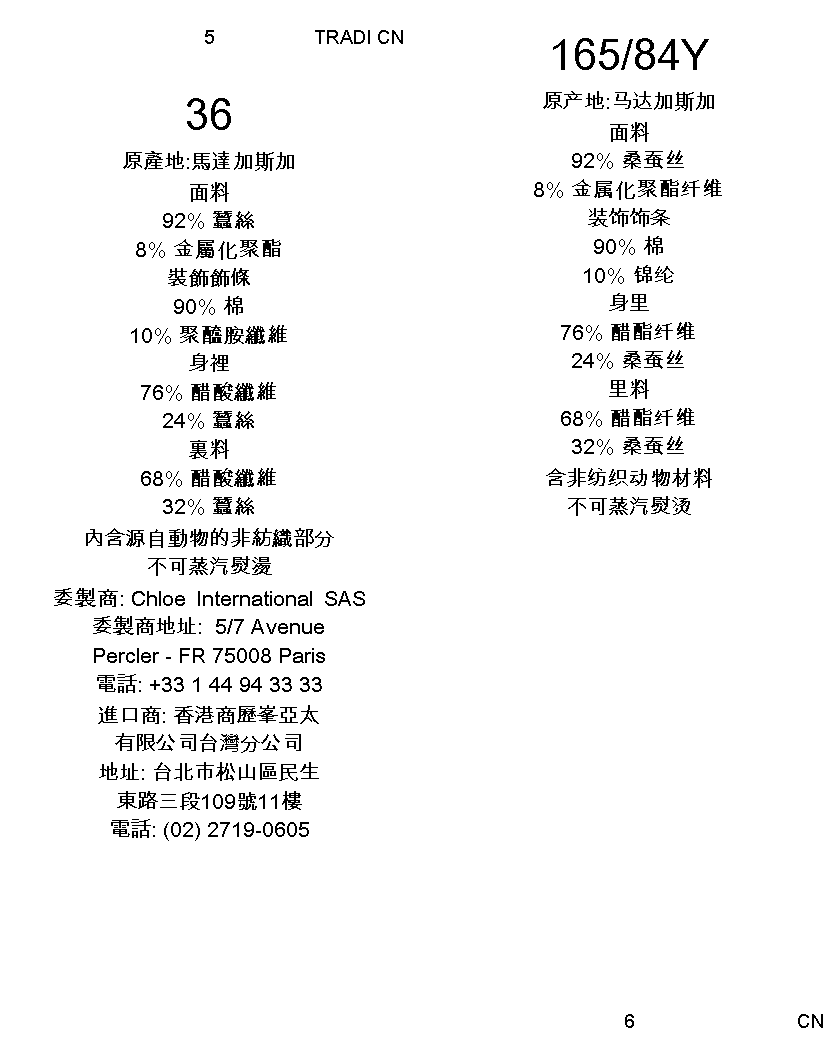 5 TRADI CN
36
原產地:馬達加斯加
面料
92% 蠶絲
8% 金屬化聚酯
裝飾飾條
90% 棉
10% 聚醯胺纖維
身裡
76% 醋酸纖維
24% 蠶絲
裏料
68% 醋酸纖維
32% 蠶絲
內含源自動物的非紡織部分
不可蒸汽熨燙
委製商: Chloe International SAS
委製商地址: 5/7 Avenue
Percler - FR 75008 Paris
電話: +33 1 44 94 33 33
進口商: 香港商歷峯亞太
有限公司台灣分公司
地址: 台北市松山區民生
東路三段109號11樓
電話: (02) 2719-0605
165/84Y
原产地:马达加斯加
面料
92% 桑蚕丝
8% 金属化聚酯纤维
装饰饰条
90% 棉
10% 锦纶
身里
76% 醋酯纤维
24% 桑蚕丝
里料
68% 醋酯纤维
32% 桑蚕丝
含非纺织动物材料
不可蒸汽熨烫
6 CN